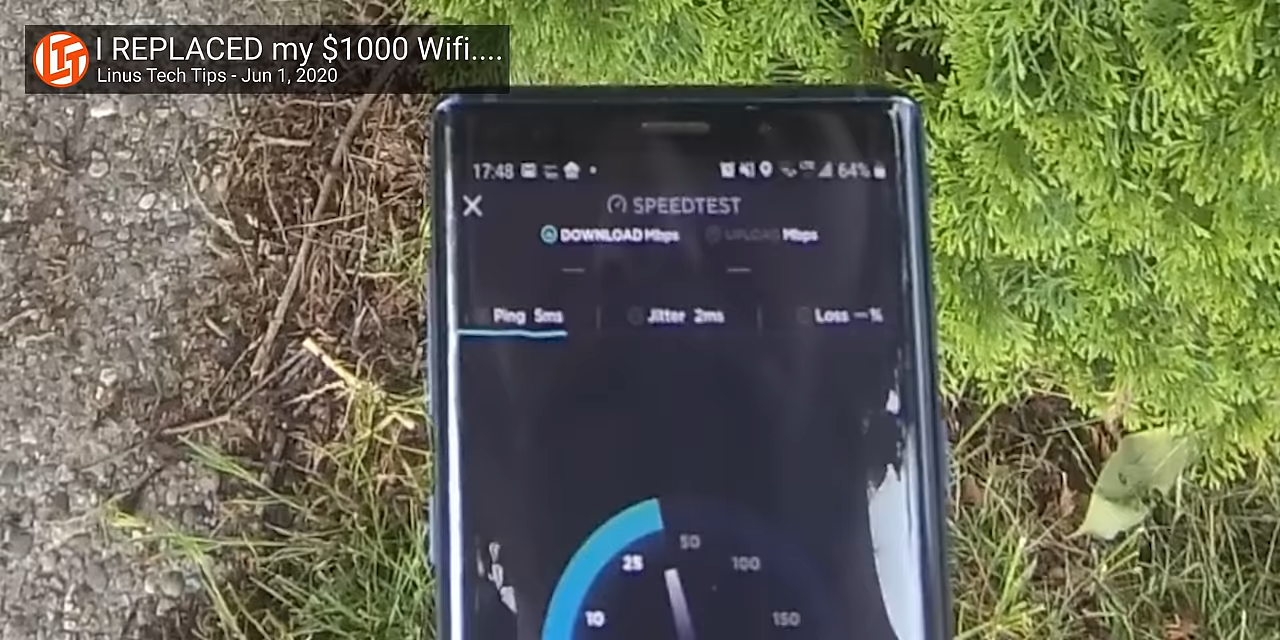 I REPLACED my $1000 Wifi....
Linus Tech Tips - Jun 1, 2020
17:48 64%
X SPEEDTEST
DOWNLOAD Mbps UPLOAD Mbps
— —
Ping 5ms Jitter 2ms Loss —%
50
25 100
10 150